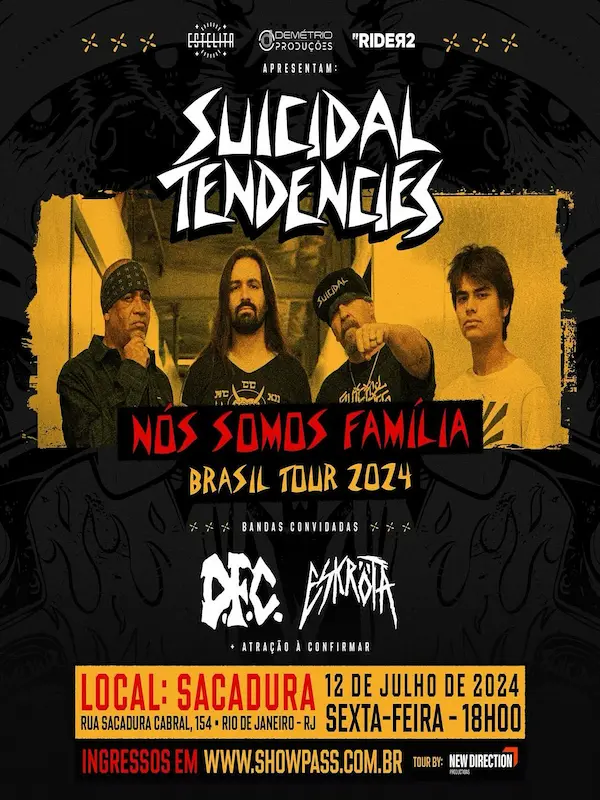 ESTELITA
DEMÉTRIO PRODUÇÕES
RIDER2
APRESENTAM:
SUICIDAL
TENDENCIES
SUICIDAL
NÓS SOMOS FAMÍLIA
BRASIL TOUR 2024
BANDAS CONVIDADAS
D.F.C. ESKRÖTA
+ ATRAÇÃO À CONFIRMAR
LOCAL: SACADURA
RUA SACADURA CABRAL, 154 • RIO DE JANEIRO - RJ
12 DE JULHO DE 2024
SEXTA-FEIRA - 18H00
INGRESSOS EM WWW.SHOWPASS.COM.BR
TOUR BY: NEW DIRECTION
PRODUCTIONS